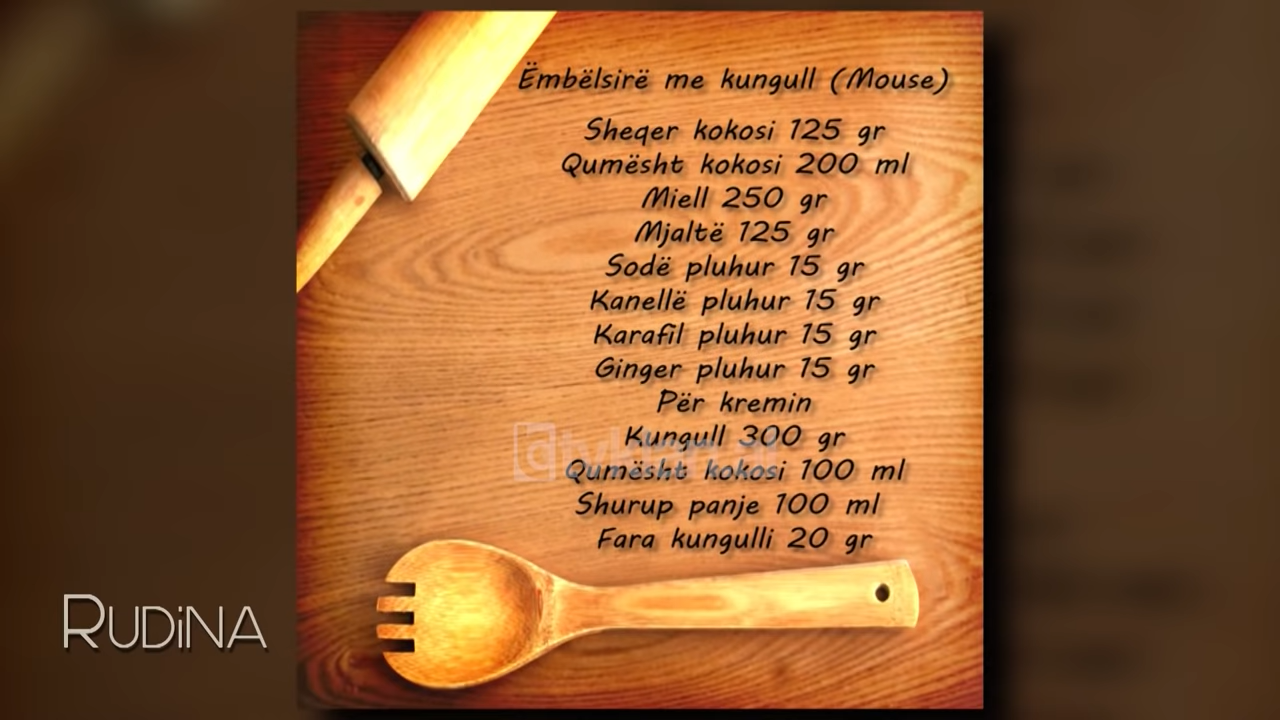 Ëmbëlsirë me kungull (Mouse)
Sheqer kokosi 125 gr
Qumësht kokosi 200 ml
Miell 250 gr
Mjaltë 125 gr
Sodë pluhur 15 gr
Kanellë pluhur 15 gr
Karafil pluhur 15 gr
Ginger pluhur 15 gr
Për kremin
Kungull 300 gr
Qumësht kokosi 100 ml
Shurup panje 100 ml
Fara kungulli 20 gr
RUDiNA